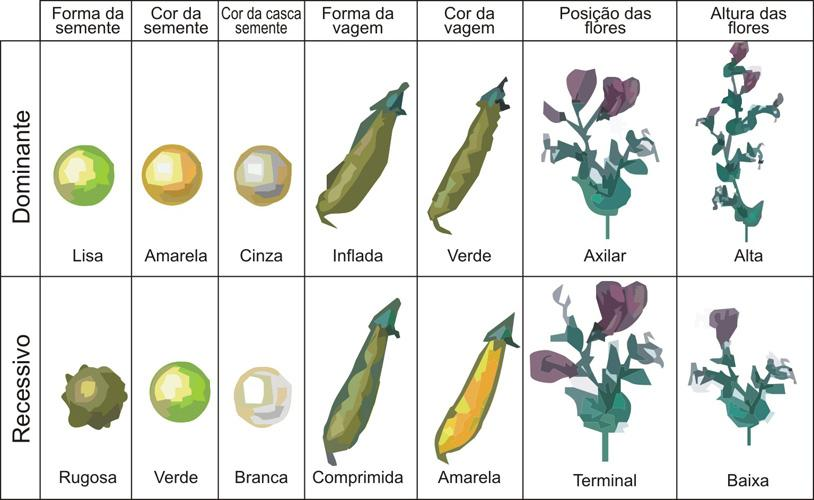 Forma da
semente
Cor da
semente
Cor da casca
semente
Forma da
vagem
Cor da
vagem
Posição das
flores
Altura das
flores
Dominante
Lisa
Amarela
Cinza
Inflada
Verde
Axilar
Alta
Recessivo
Rugosa
Verde
Branca
Comprimida
Amarela
Terminal
Baixa